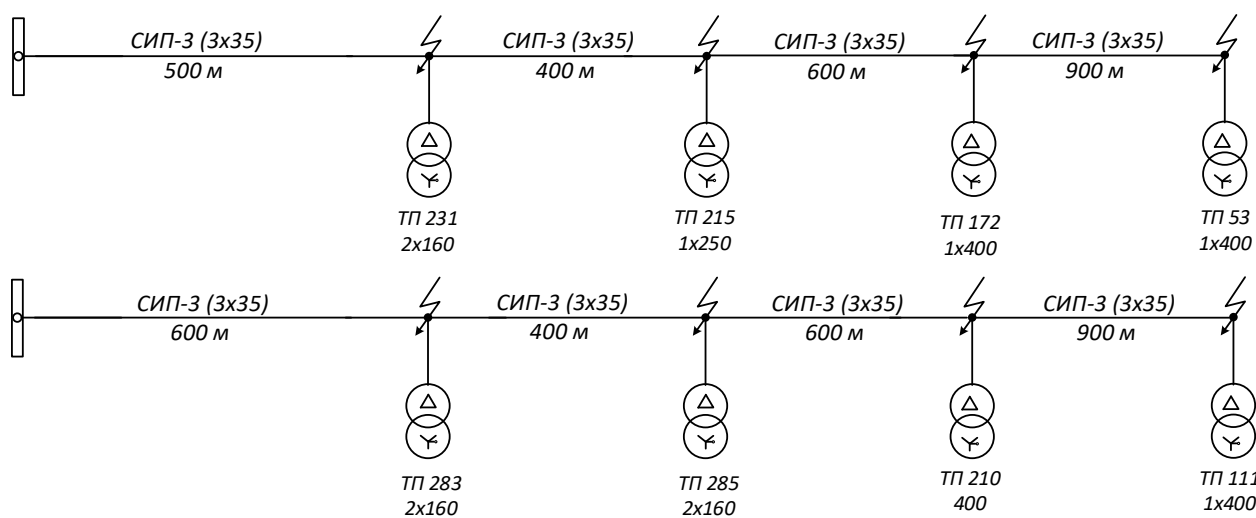 СИП-3 (3х35) СИП-3 (3х35) СИП-3 (3х35) СИП-3 (3х35)
500 м 400 м 600 м 900 м
ТП 231 ТП 215 ТП 172 ТП 53
2х160 1х250 1х400 1х400
СИП-3 (3х35) СИП-3 (3х35) СИП-3 (3х35) СИП-3 (3х35)
600 м 400 м 600 м 900 м
ТП 283 ТП 285 ТП 210 ТП 111
2х160 2х160 400 1х400